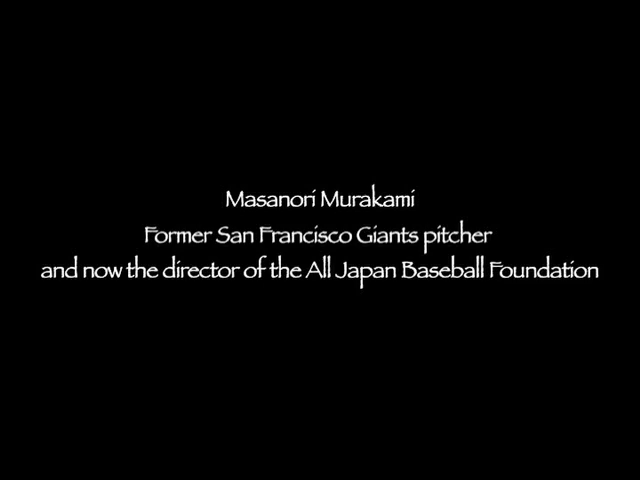 Masanori Murakami
Former San Francisco Giants pitcher
and now the director of the All Japan Baseball Foundation